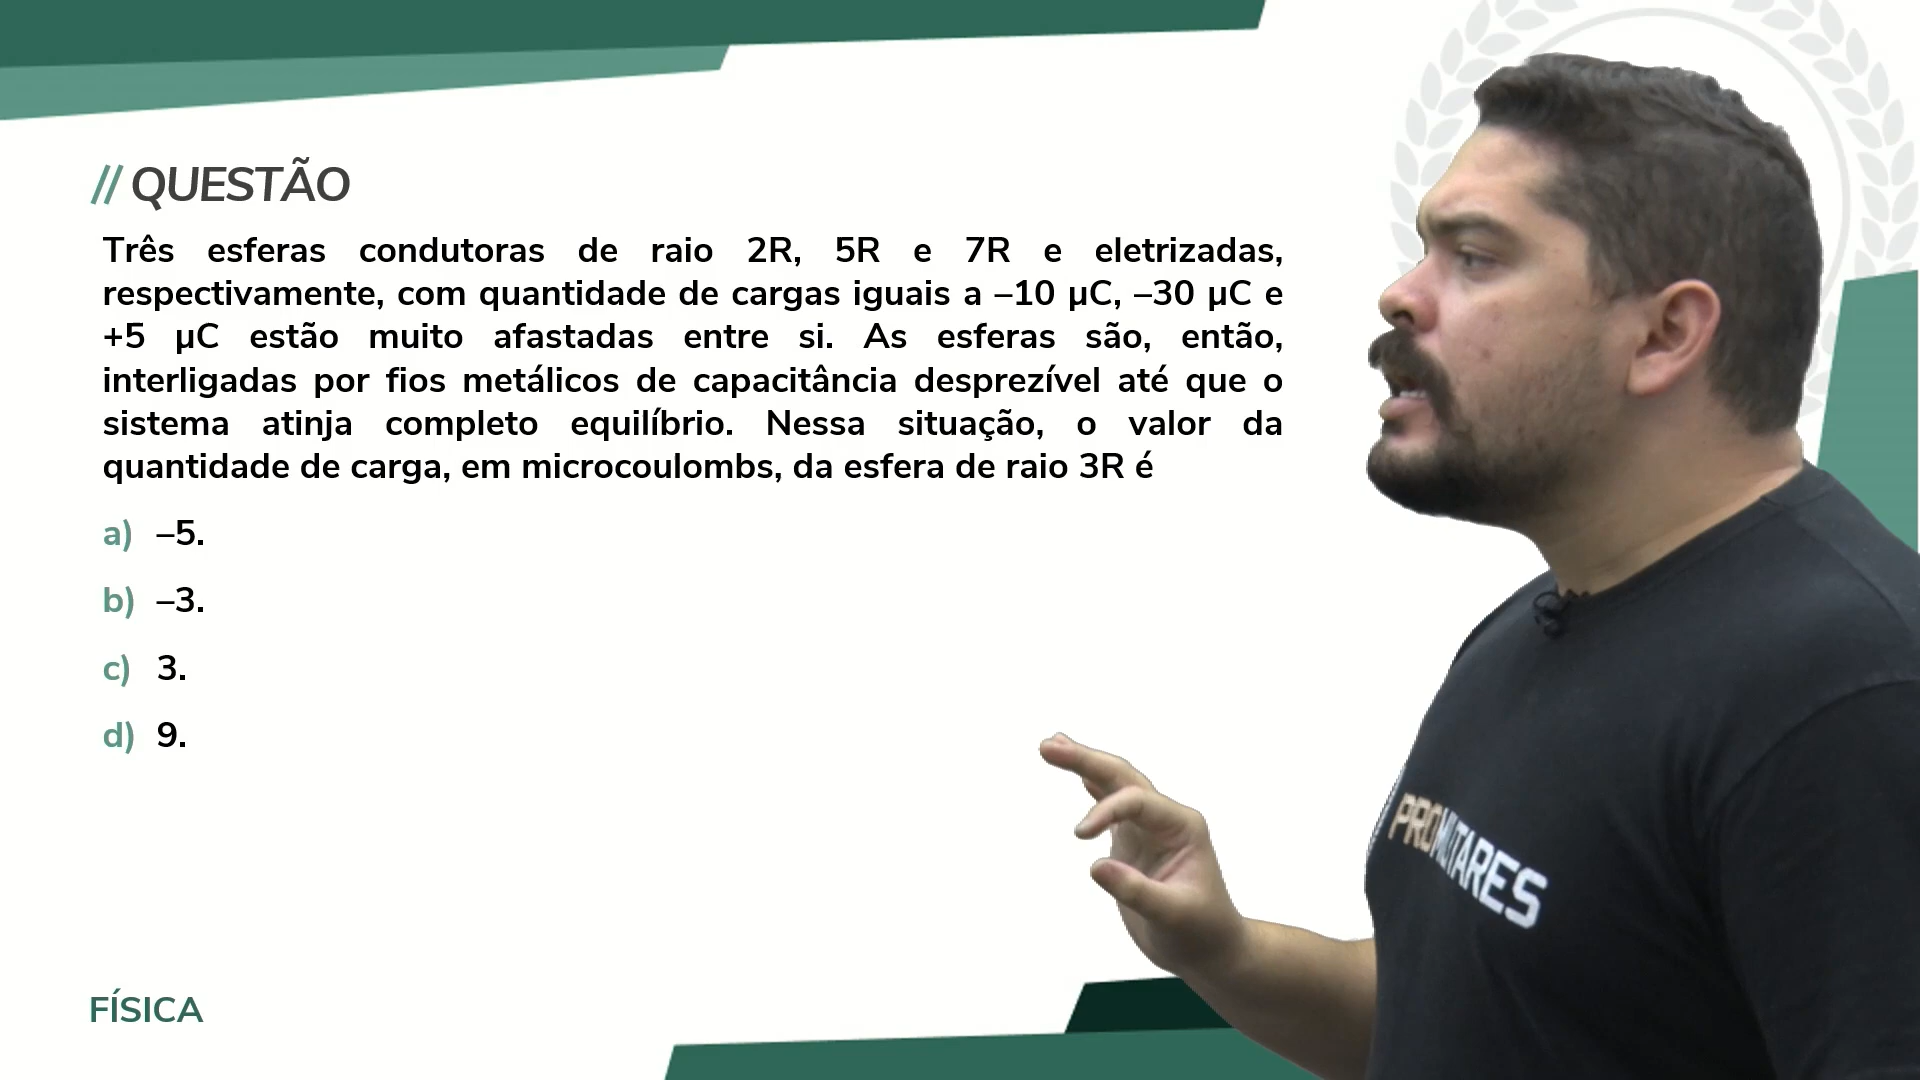 // QUESTÃO
Três esferas condutoras de raio 2R, 5R e 7R e eletrizadas,
respectivamente, com quantidade de cargas iguais a –10 µC, –30 µC e
+5 µC estão muito afastadas entre si. As esferas são, então,
interligadas por fios metálicos de capacitância desprezível até que o
sistema atinja completo equilíbrio. Nessa situação, o valor da
quantidade de carga, em microcoulombs, da esfera de raio 3R é
a) –5.
b) –3.
c) 3.
d) 9.
PROMILITARES
FÍSICA